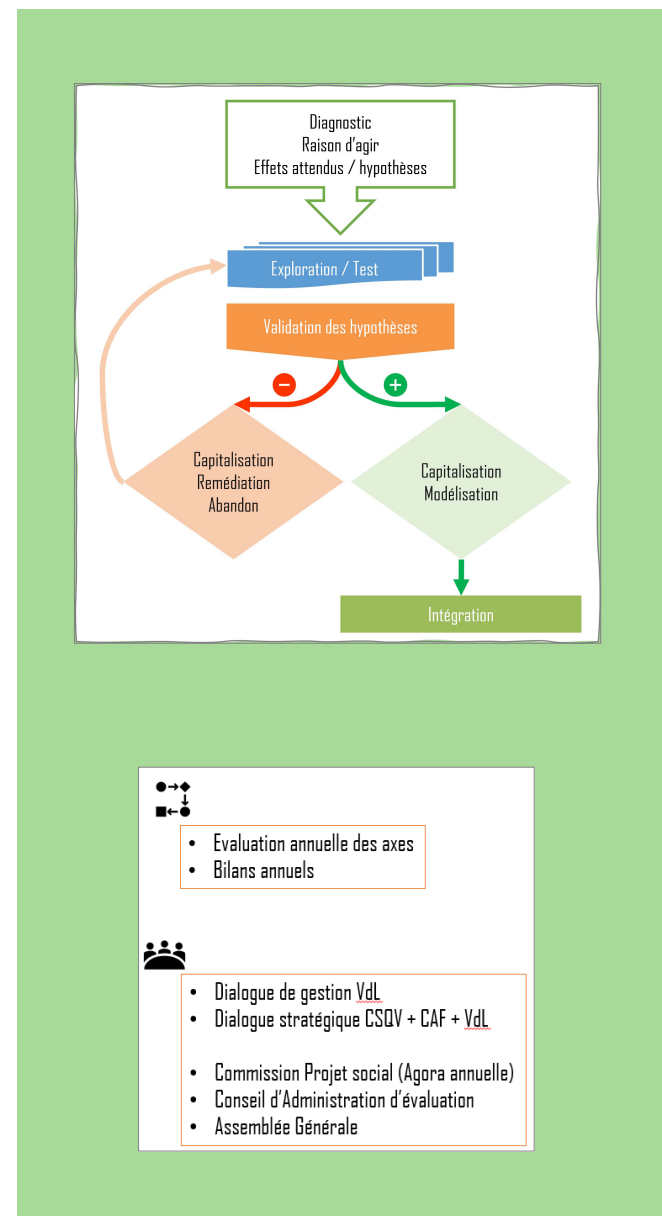 Diagnostic
Raison d'agir
Effets attendus / hypothèses
Exploration / Test
Validation des hypothèses
Capitalisation
Remédiation
Abandon
Capitalisation
Modélisation
Intégration
• Evaluation annuelle des axes
• Bilans annuels
• Dialogue de gestion VdL
• Dialogue stratégique CSQV + CAF + VdL
• Commission Projet social (Agora annuelle)
• Conseil d'Administration d'évaluation
• Assemblée Générale